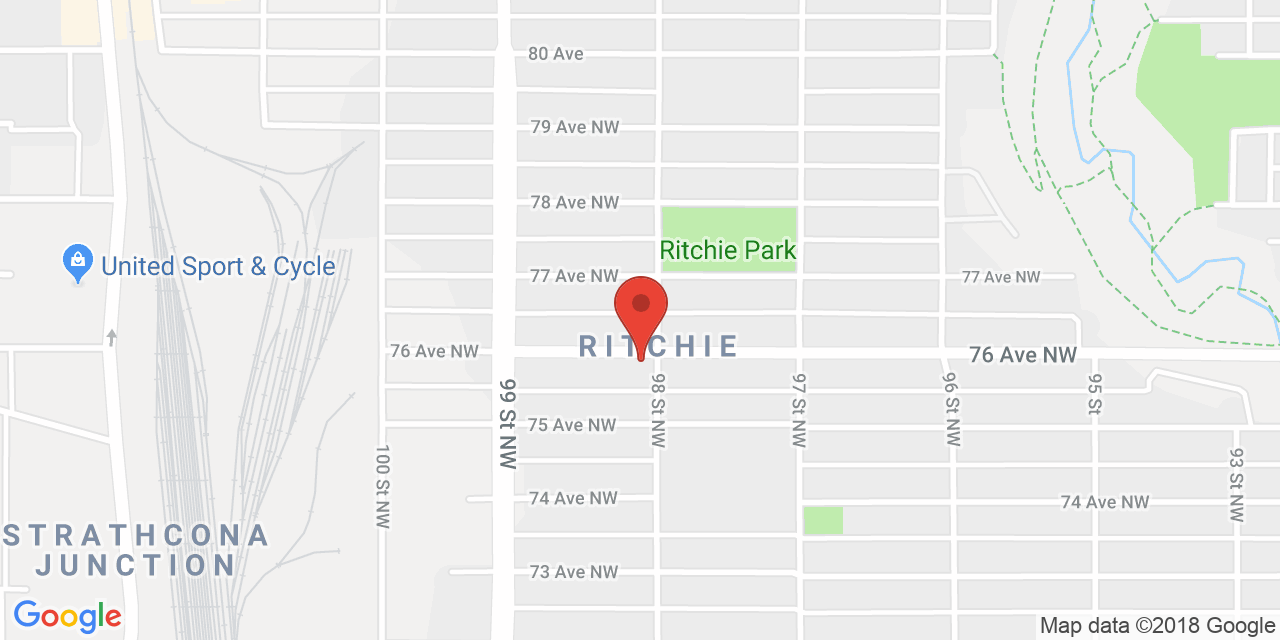 80 Ave
79 Ave NW
78 Ave NW
Ritchie Park
United Sport & Cycle
77 Ave NW
77 Ave NW
RITCHIE
76 Ave NW
76 Ave NW
99 St NW
98 St NW
97 St NW
96 St NW
95 St
75 Ave NW
100 St NW
93 St NW
74 Ave NW
74 Ave NW
STRATHCONA
JUNCTION
73 Ave NW
Google
Map data ©2018 Google